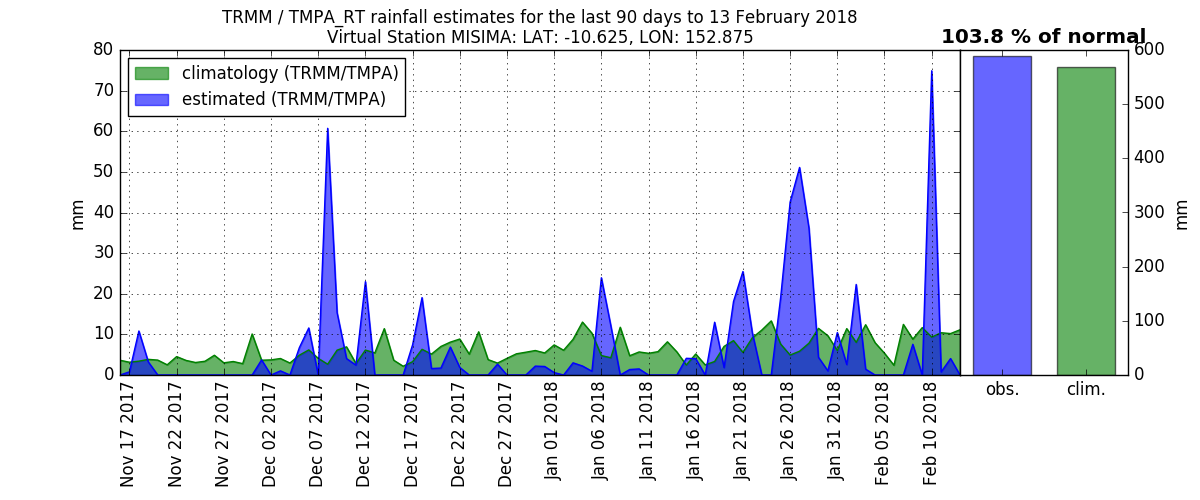 TRMM / TMPA_RT rainfall estimates for the last 90 days to 13 February 2018
Virtual Station MISIMA: LAT: -10.625, LON: 152.875
103.8 % of normal
climatology (TRMM/TMPA)
estimated (TRMM/TMPA)
80
70
60
50
40
30
20
10
0
mm
Nov 17 2017
Nov 22 2017
Nov 27 2017
Dec 02 2017
Dec 07 2017
Dec 12 2017
Dec 17 2017
Dec 22 2017
Dec 27 2017
Jan 01 2018
Jan 06 2018
Jan 11 2018
Jan 16 2018
Jan 21 2018
Jan 26 2018
Jan 31 2018
Feb 05 2018
Feb 10 2018
obs.
clim.
600
500
400
300
200
100
0
mm